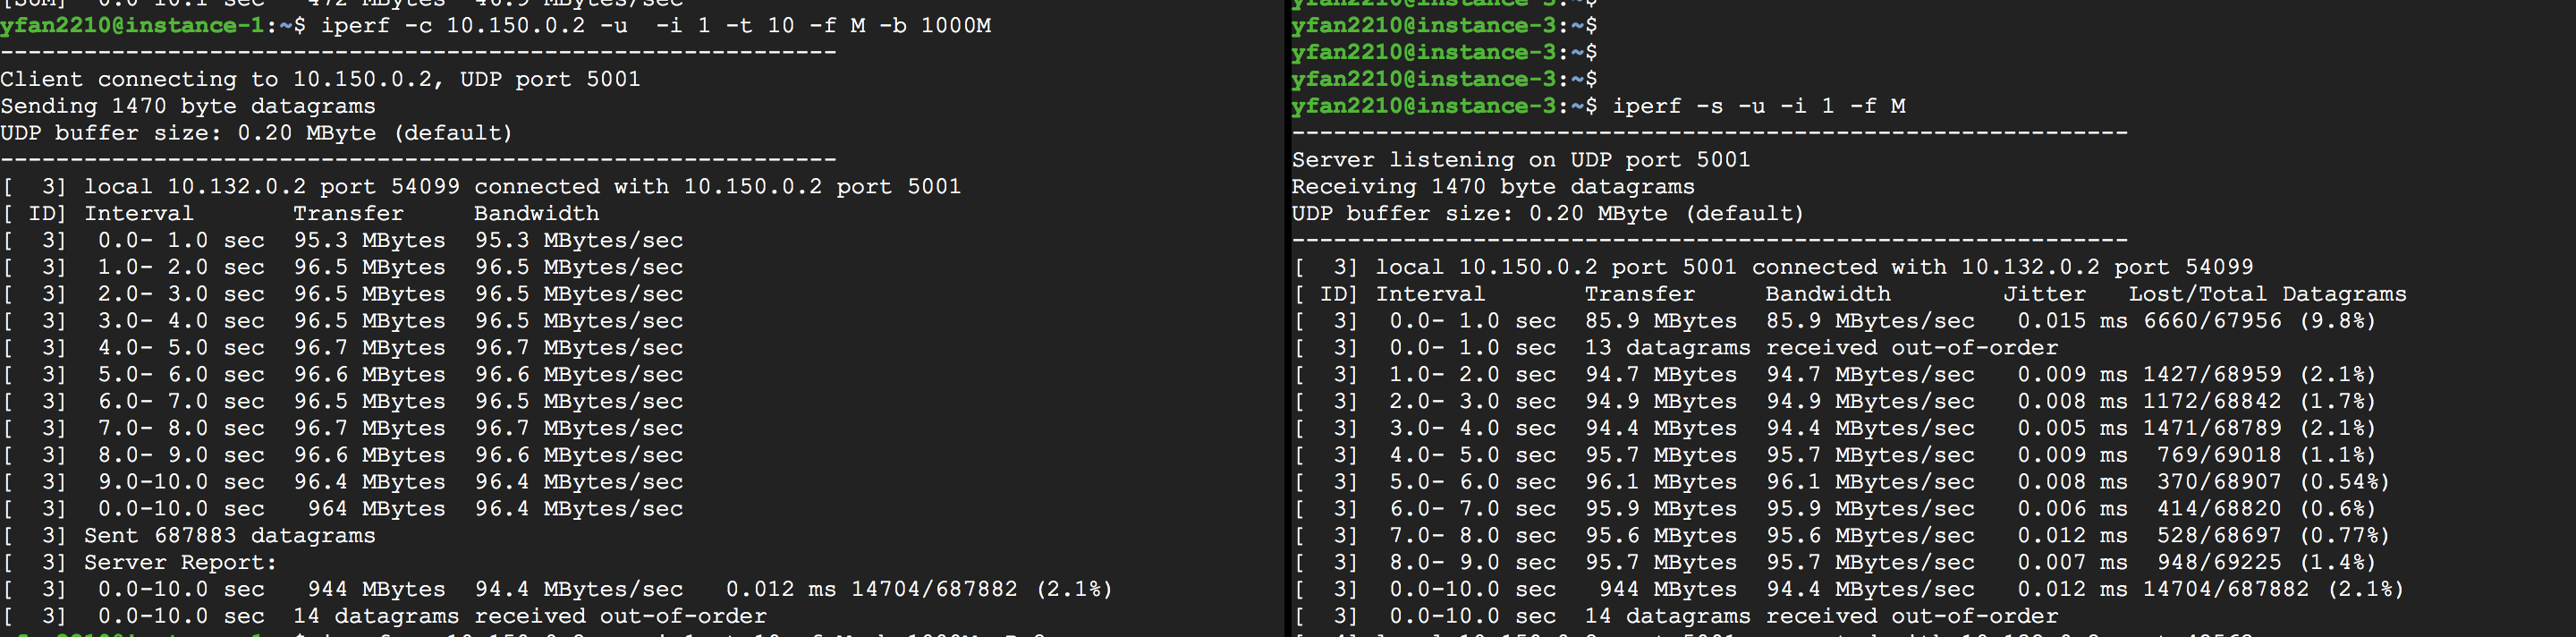 [SUM]  0.0-10.1 sec   472 MBytes  46.9 MBytes/sec
yfan2210@instance-1:~$ iperf -c 10.150.0.2 -u  -i 1 -t 10 -f M -b 1000M
------------------------------------------------------------
Client connecting to 10.150.0.2, UDP port 5001
Sending 1470 byte datagrams
UDP buffer size: 0.20 MByte (default)
------------------------------------------------------------
[  3] local 10.132.0.2 port 54099 connected with 10.150.0.2 port 5001
[ ID] Interval       Transfer     Bandwidth
[  3]  0.0- 1.0 sec  95.3 MBytes  95.3 MBytes/sec
[  3]  1.0- 2.0 sec  96.5 MBytes  96.5 MBytes/sec
[  3]  2.0- 3.0 sec  96.5 MBytes  96.5 MBytes/sec
[  3]  3.0- 4.0 sec  96.5 MBytes  96.5 MBytes/sec
[  3]  4.0- 5.0 sec  96.7 MBytes  96.7 MBytes/sec
[  3]  5.0- 6.0 sec  96.6 MBytes  96.6 MBytes/sec
[  3]  6.0- 7.0 sec  96.5 MBytes  96.5 MBytes/sec
[  3]  7.0- 8.0 sec  96.7 MBytes  96.7 MBytes/sec
[  3]  8.0- 9.0 sec  96.6 MBytes  96.6 MBytes/sec
[  3]  9.0-10.0 sec  96.4 MBytes  96.4 MBytes/sec
[  3]  0.0-10.0 sec   964 MBytes  96.4 MBytes/sec
[  3] Sent 687883 datagrams
[  3] Server Report:
[  3]  0.0-10.0 sec   944 MBytes  94.4 MBytes/sec   0.012 ms 14704/687882 (2.1%)
[  3]  0.0-10.0 sec  14 datagrams received out-of-order
yfan2210@instance-3:~$
yfan2210@instance-3:~$
yfan2210@instance-3:~$
yfan2210@instance-3:~$
yfan2210@instance-3:~$ iperf -s -u -i 1 -f M
------------------------------------------------------------
Server listening on UDP port 5001
Receiving 1470 byte datagrams
UDP buffer size: 0.20 MByte (default)
------------------------------------------------------------
[  3] local 10.150.0.2 port 5001 connected with 10.132.0.2 port 54099
[ ID] Interval       Transfer     Bandwidth        Jitter   Lost/Total Datagrams
[  3]  0.0- 1.0 sec  85.9 MBytes  85.9 MBytes/sec   0.015 ms 6660/67956 (9.8%)
[  3]  0.0- 1.0 sec  13 datagrams received out-of-order
[  3]  1.0- 2.0 sec  94.7 MBytes  94.7 MBytes/sec   0.009 ms 1427/68959 (2.1%)
[  3]  2.0- 3.0 sec  94.9 MBytes  94.9 MBytes/sec   0.008 ms 1172/68842 (1.7%)
[  3]  3.0- 4.0 sec  94.4 MBytes  94.4 MBytes/sec   0.005 ms 1471/68789 (2.1%)
[  3]  4.0- 5.0 sec  95.7 MBytes  95.7 MBytes/sec   0.009 ms  769/69018 (1.1%)
[  3]  5.0- 6.0 sec  96.1 MBytes  96.1 MBytes/sec   0.008 ms  370/68907 (0.54%)
[  3]  6.0- 7.0 sec  95.9 MBytes  95.9 MBytes/sec   0.006 ms  414/68820 (0.6%)
[  3]  7.0- 8.0 sec  95.6 MBytes  95.6 MBytes/sec   0.012 ms  528/68697 (0.77%)
[  3]  8.0- 9.0 sec  95.7 MBytes  95.7 MBytes/sec   0.007 ms  948/69225 (1.4%)
[  3]  0.0-10.0 sec   944 MBytes  94.4 MBytes/sec   0.012 ms 14704/687882 (2.1%)
[  3]  0.0-10.0 sec  14 datagrams received out-of-order